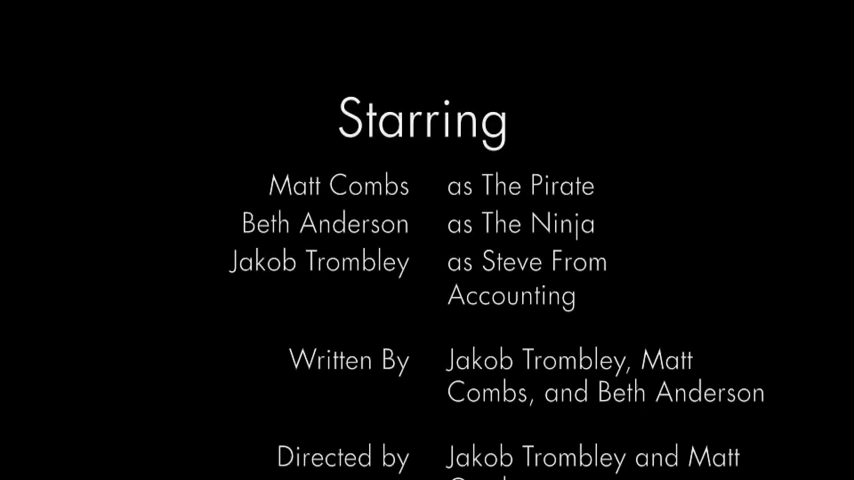 Starring
Matt Combs as The Pirate
Beth Anderson as The Ninja
Jakob Trombley as Steve From
Accounting
Written By Jakob Trombley, Matt
Combs, and Beth Anderson
Directed by Jakob Trombley and Matt